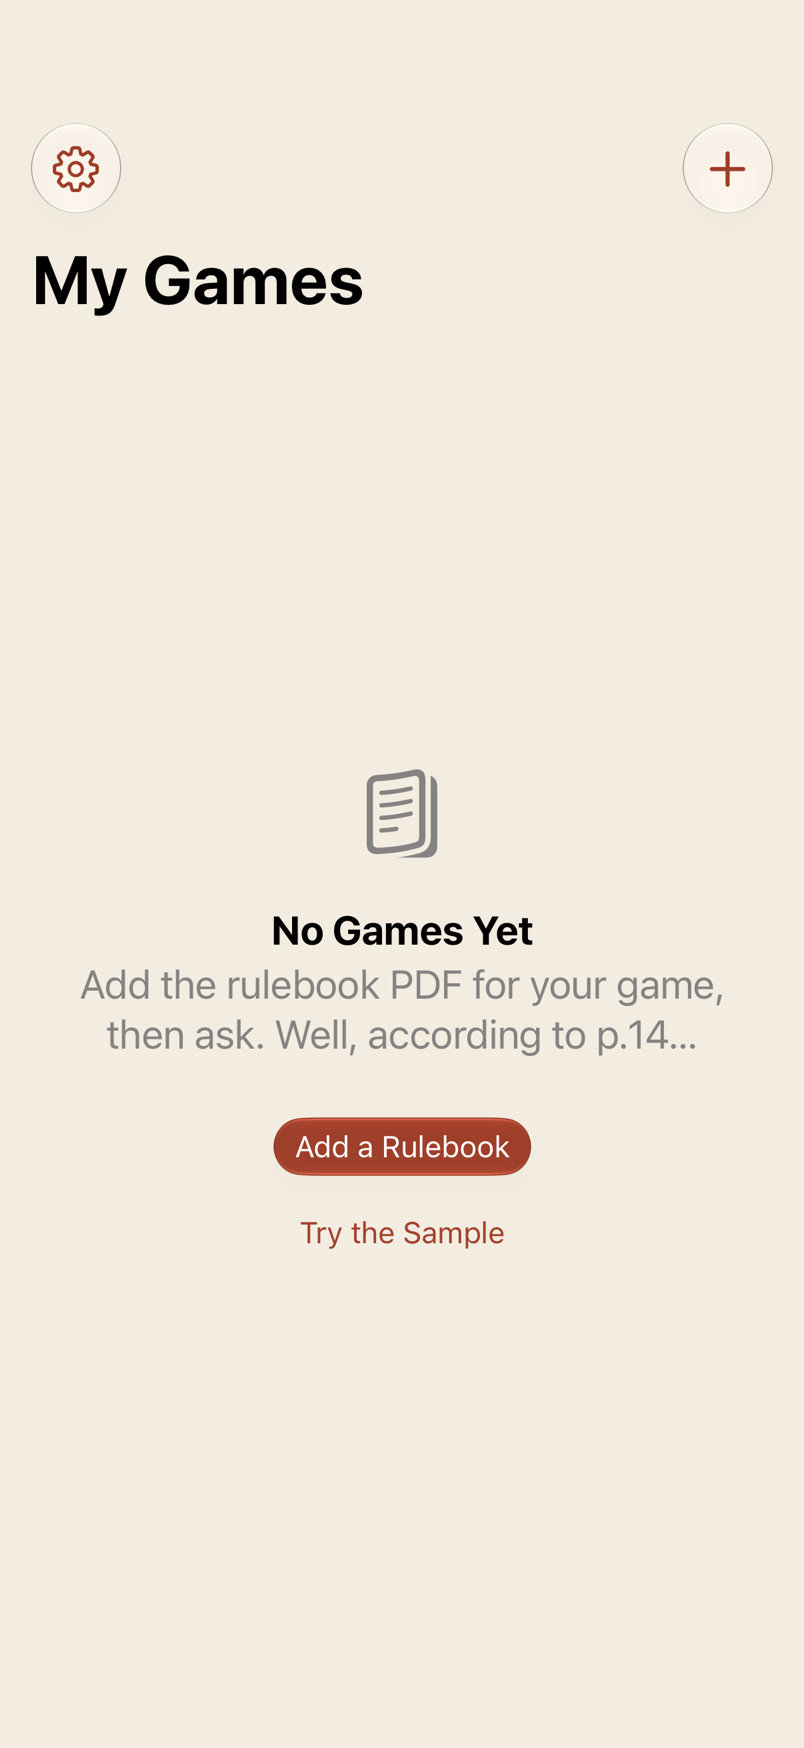 My Games
No Games Yet
Add the rulebook PDF for your game,
then ask. Well, according to p.14...
Add a Rulebook
Try the Sample